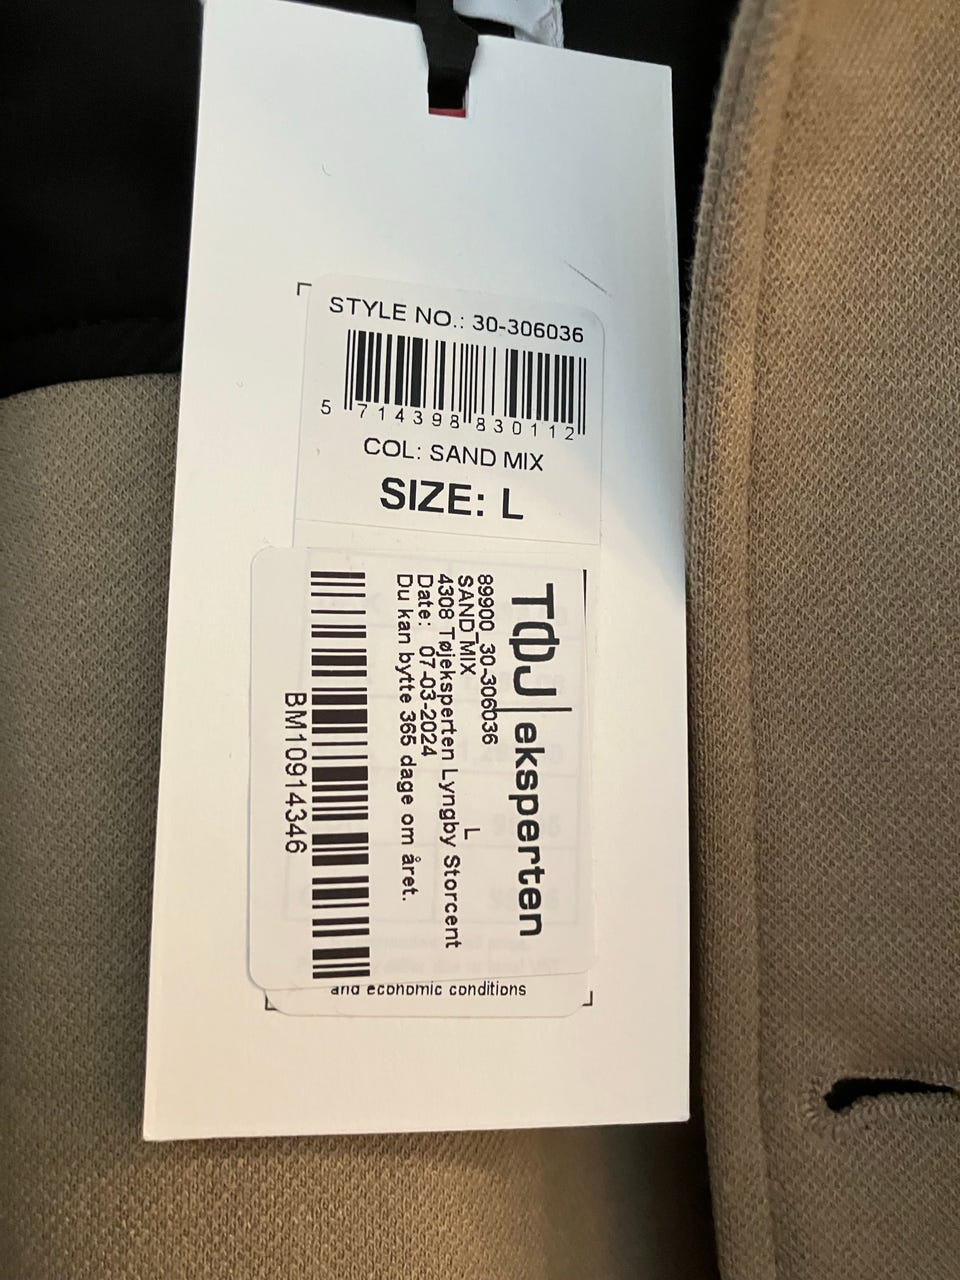 STYLE NO.: 30-306036
5 714398 830112
COL: SAND MIX
SIZE: L
TØJ|eksperten
89900_30-306036
SAND MIX L
4308 Tøjeksperten Lyngby Storcent
Date: 07-03-2024
Du kan bytte 365 dage om året.
BM10914346
and economic conditions